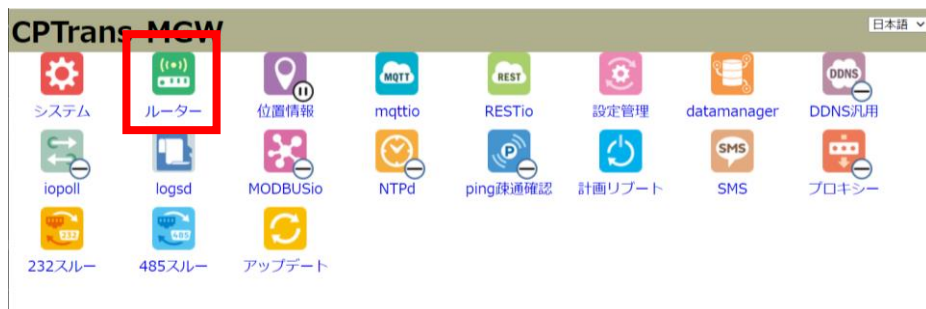 CPTrans-MGW
日本語
MQTT
REST
DDNS
システム
ルーター
位置情報
mqttio
RESTio
設定管理
datamanager
DDNS汎用
P
SMS
iopoll
logsd
MODBUSio
NTPd
ping疎通確認
計画リブート
SMS
プロキシー
232
485
232スルー
485スルー
アップデート